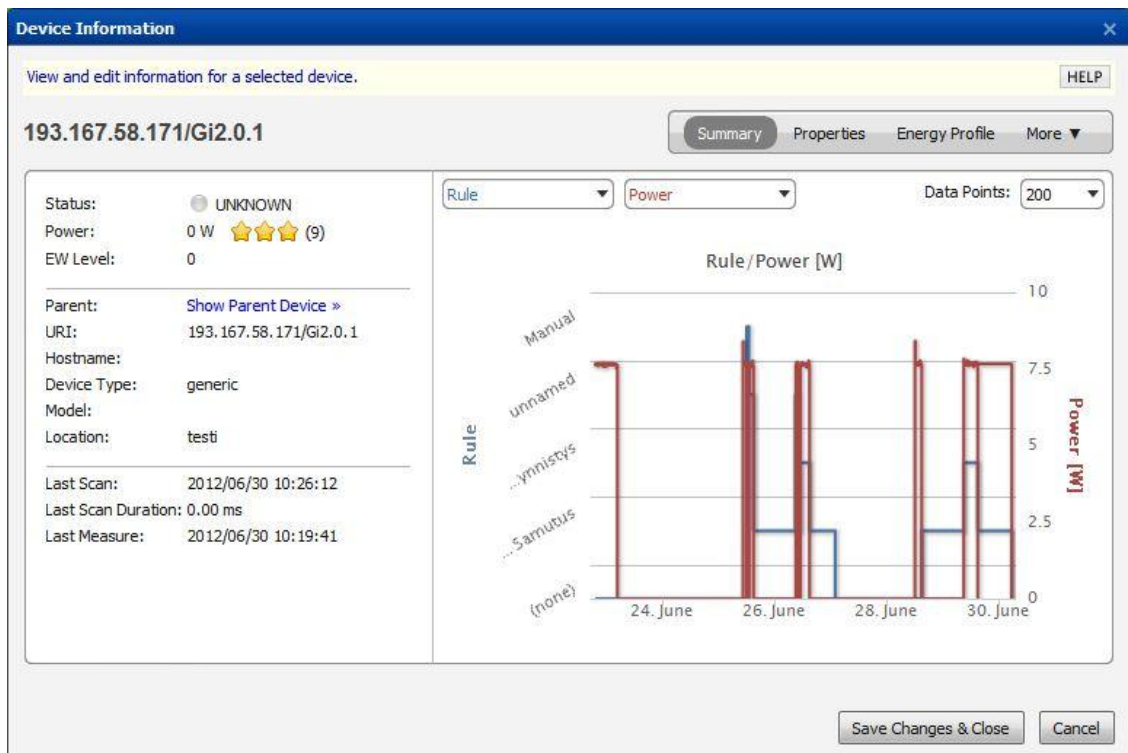 Device Information
View and edit information for a selected device.
HELP
193.167.58.171/Gi2.0.1
Summary Properties Energy Profile More ▼
Status: UNKNOWN
Power: 0 W (9)
EW Level: 0
Parent: Show Parent Device »
URI: 193.167.58.171/Gi2.0.1
Hostname:
Device Type: generic
Model:
Location: testi
Last Scan: 2012/06/30 10:26:12
Last Scan Duration: 0.00 ms
Last Measure: 2012/06/30 10:19:41
Rule Power Data Points: 200
Rule/Power [W]
Rule
Manual
unnamed
...ynnistys
...Samutus
(none)
10
7.5
5
2.5
0
Power [W]
24. June 26. June 28. June 30. June
Save Changes & Close Cancel